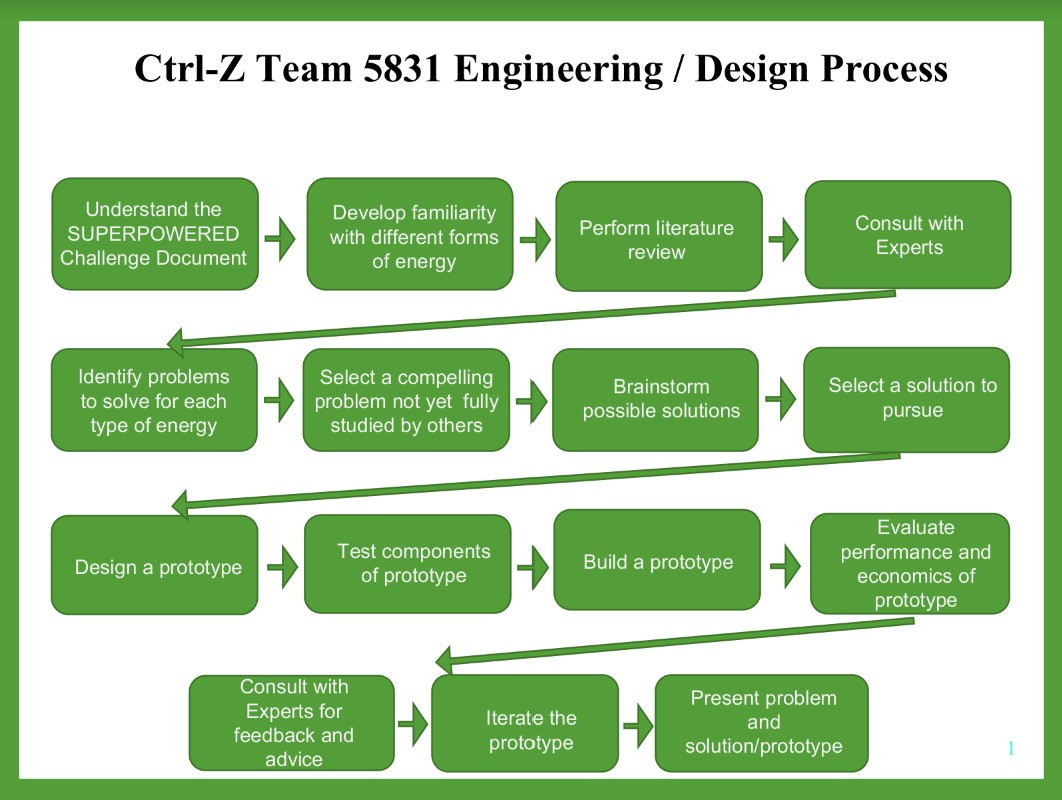 Ctrl-Z Team 5831 Engineering / Design Process
Understand the
SUPERPOWERED
Challenge Document
Develop familiarity
with different forms
of energy
Perform literature
review
Consult with
Experts
Identify problems
to solve for each
type of energy
Select a compelling
problem not yet fully
studied by others
Brainstorm
possible solutions
Select a solution to
pursue
Design a prototype
Test components
of prototype
Build a prototype
Evaluate
performance and
economics of
prototype
Consult with
Experts for
feedback and
advice
Iterate the
prototype
Present problem
and
solution/prototype
1